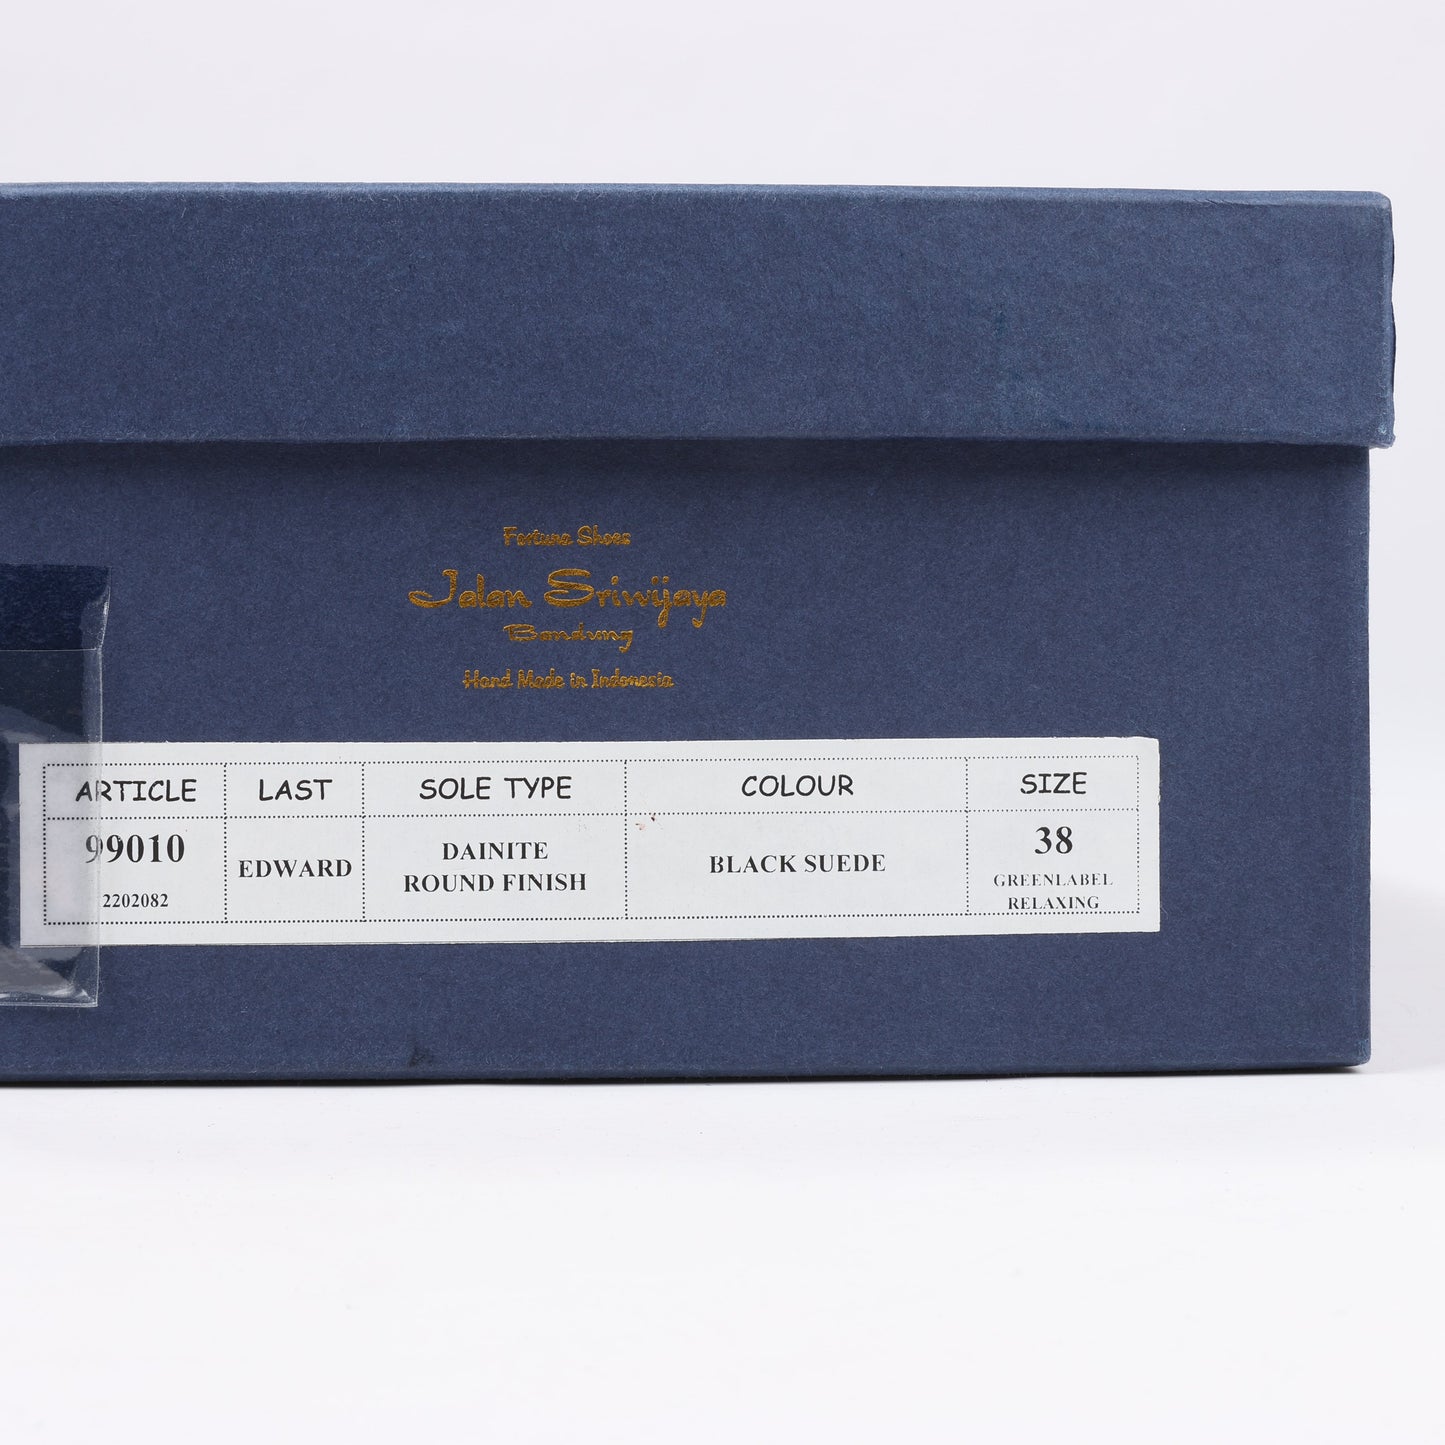 Fortuna Shoes
Jalan Sriwijaya
Bandung
Hand Made in Indonesia
ARTICLE LAST SOLE TYPE COLOUR SIZE
99010 EDWARD DAINITE BLACK SUEDE 38
2202082 ROUND FINISH GREENLABEL
RELAXING